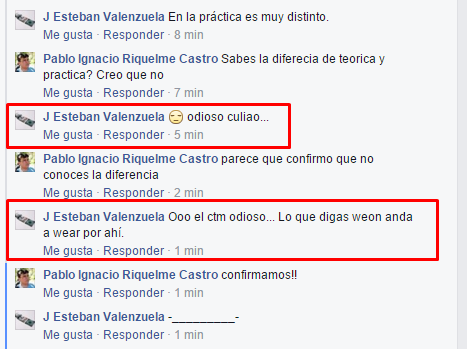 J Esteban Valenzuela En la práctica es muy distinto.
Me gusta · Responder · 8 min
Pablo Ignacio Riquelme Castro Sabes la diferecia de teorica y
practica? Creo que no
Me gusta · Responder · 7 min
J Esteban Valenzuela 😑 odioso culiao...
Me gusta · Responder · 5 min
Pablo Ignacio Riquelme Castro parece que confirmo que no
conoces la diferencia
Me gusta · Responder · 2 min
J Esteban Valenzuela Ooo el ctm odioso... Lo que digas weon anda
a wear por ahí.
Me gusta · Responder · 1 min
Pablo Ignacio Riquelme Castro confirmamos!!
Me gusta · Responder · 1 min
J Esteban Valenzuela -_________-
Me gusta · Responder · 1 min